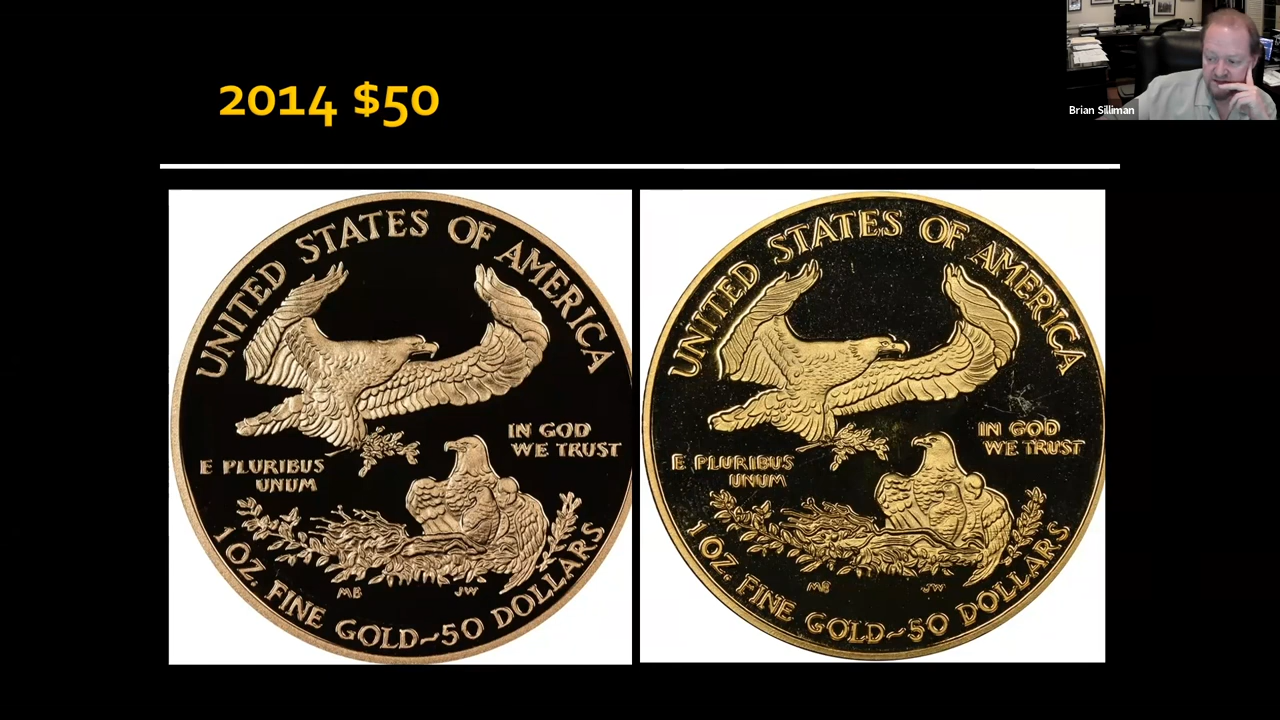 2014 $50
Brian Silliman
UNITED STATES OF AMERICA
IN GOD
WE TRUST
E PLURIBUS
UNUM
MB
JW
1 OZ. FINE GOLD~50 DOLLARS
UNITED STATES OF AMERICA
IN GOD
WE TRUST
E PLURIBUS
UNUM
MB
JW
1 OZ. FINE GOLD~50 DOLLARS